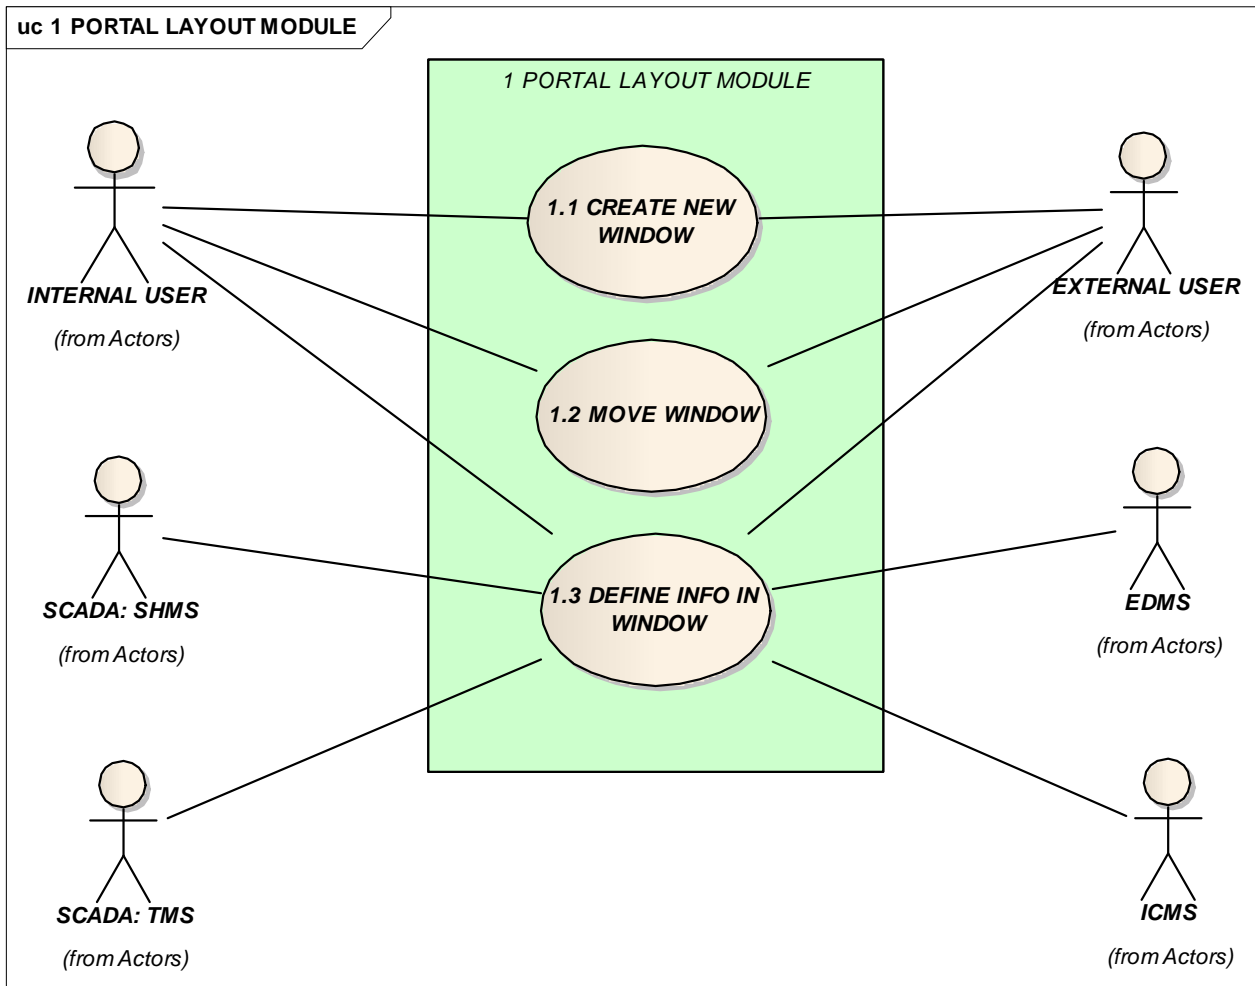 uc 1 PORTAL LAYOUT MODULE
1 PORTAL LAYOUT MODULE
1.1 CREATE NEW
WINDOW
INTERNAL USER
(from Actors)
EXTERNAL USER
(from Actors)
1.2 MOVE WINDOW
1.3 DEFINE INFO IN
WINDOW
SCADA: SHMS
(from Actors)
EDMS
(from Actors)
SCADA: TMS
(from Actors)
ICMS
(from Actors)